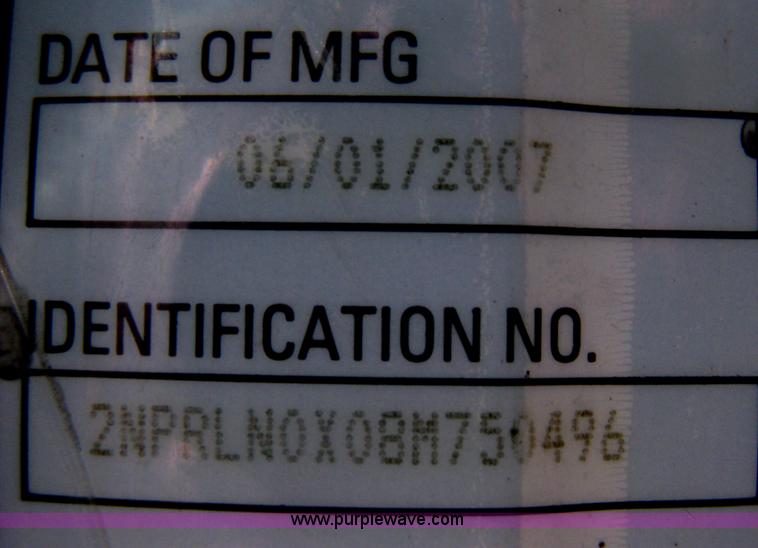 DATE OF MFG
06/01/2007
IDENTIFICATION NO.
2NPRLN0X08M750496
www.purplewave.com